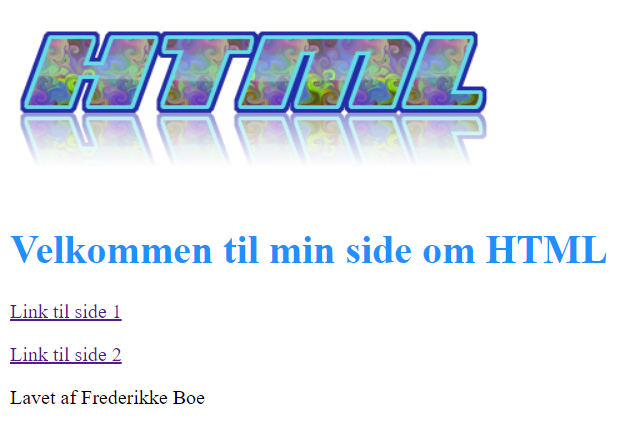 HTML
Velkommen til min side om HTML
Link til side 1
Link til side 2
Lavet af Frederikke Boe